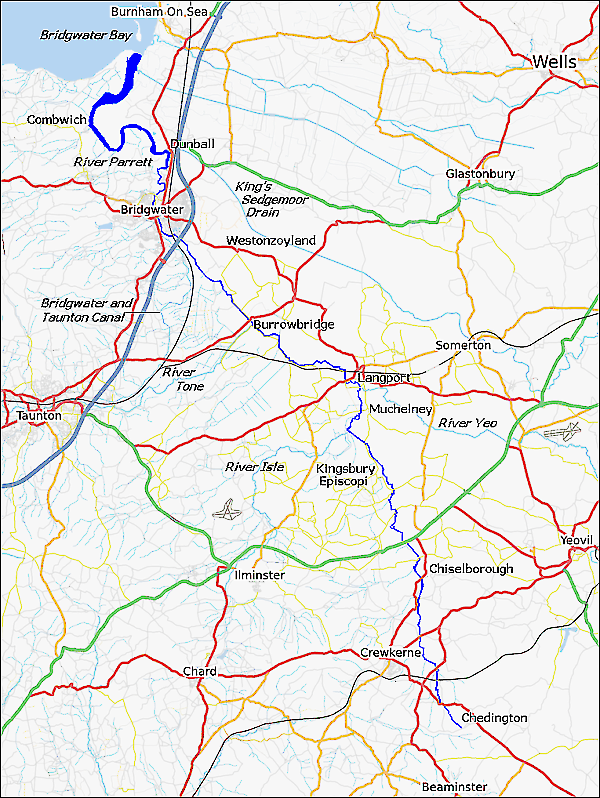 Burnham On Sea
Bridgwater Bay
Wells
Combwich
Dunball
River Parrett
Glastonbury
King's
Sedgemoor
Drain
Bridgwater
Westonzoyland
Bridgwater and
Taunton Canal
Burrowbridge
Somerton
River
Tone
Langport
Muchelney
Taunton
River Yeo
River Isle
Kingsbury
Episcopi
Yeovil
Chiselborough
Ilminster
Crewkerne
Chard
Chedington
Beaminster